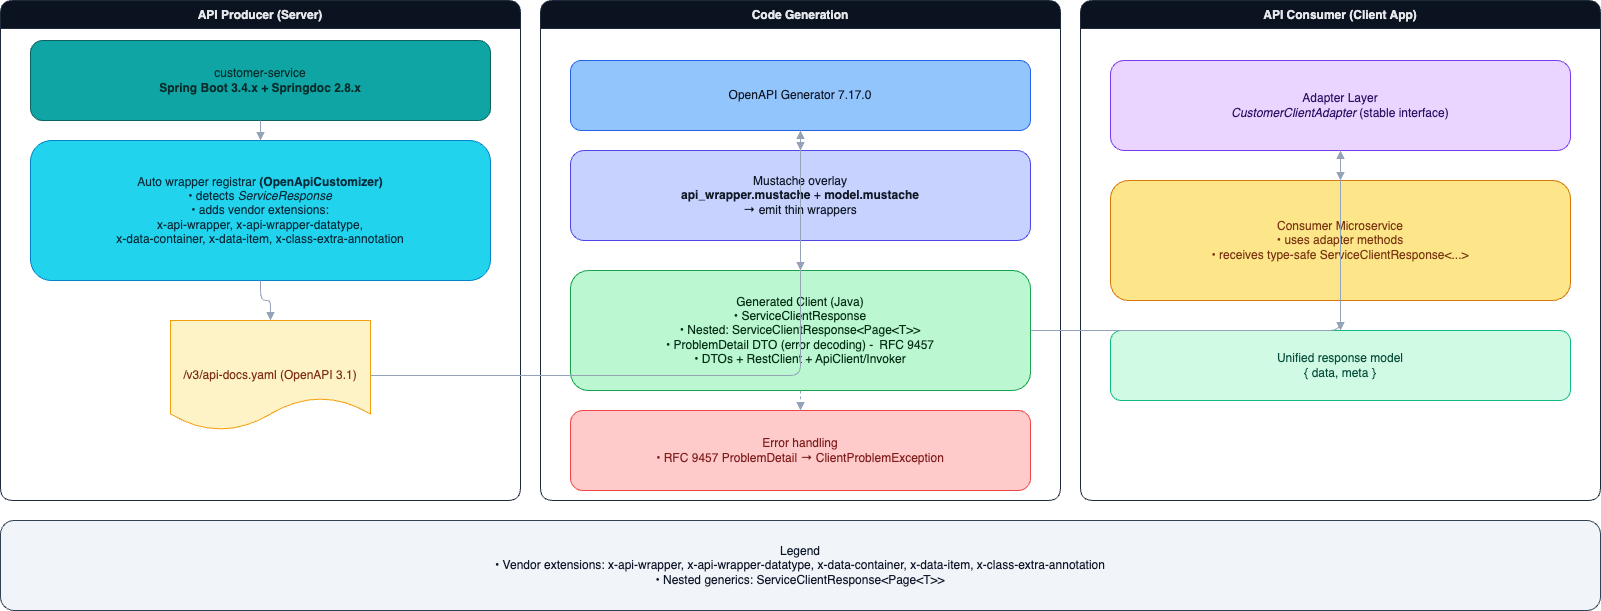 API Producer (Server)
customer-service
Spring Boot 3.4.x + Springdoc 2.8.x
Auto wrapper registrar (OpenApiCustomizer)
• detects ServiceResponse
• adds vendor extensions:
x-api-wrapper, x-api-wrapper-datatype,
x-data-container, x-data-item, x-class-extra-annotation
/v3/api-docs.yaml (OpenAPI 3.1)
Code Generation
OpenAPI Generator 7.17.0
Mustache overlay
api_wrapper.mustache + model.mustache
→ emit thin wrappers
Generated Client (Java)
• ServiceClientResponse
• Nested: ServiceClientResponse<Page<T>>
• ProblemDetail DTO (error decoding) - RFC 9457
• DTOs + RestClient + ApiClient/Invoker
Error handling
• RFC 9457 ProblemDetail → ClientProblemException
API Consumer (Client App)
Adapter Layer
CustomerClientAdapter (stable interface)
Consumer Microservice
• uses adapter methods
• receives type-safe ServiceClientResponse<...>
Unified response model
{ data, meta }
Legend
• Vendor extensions: x-api-wrapper, x-api-wrapper-datatype, x-data-container, x-data-item, x-class-extra-annotation
• Nested generics: ServiceClientResponse<Page<T>>